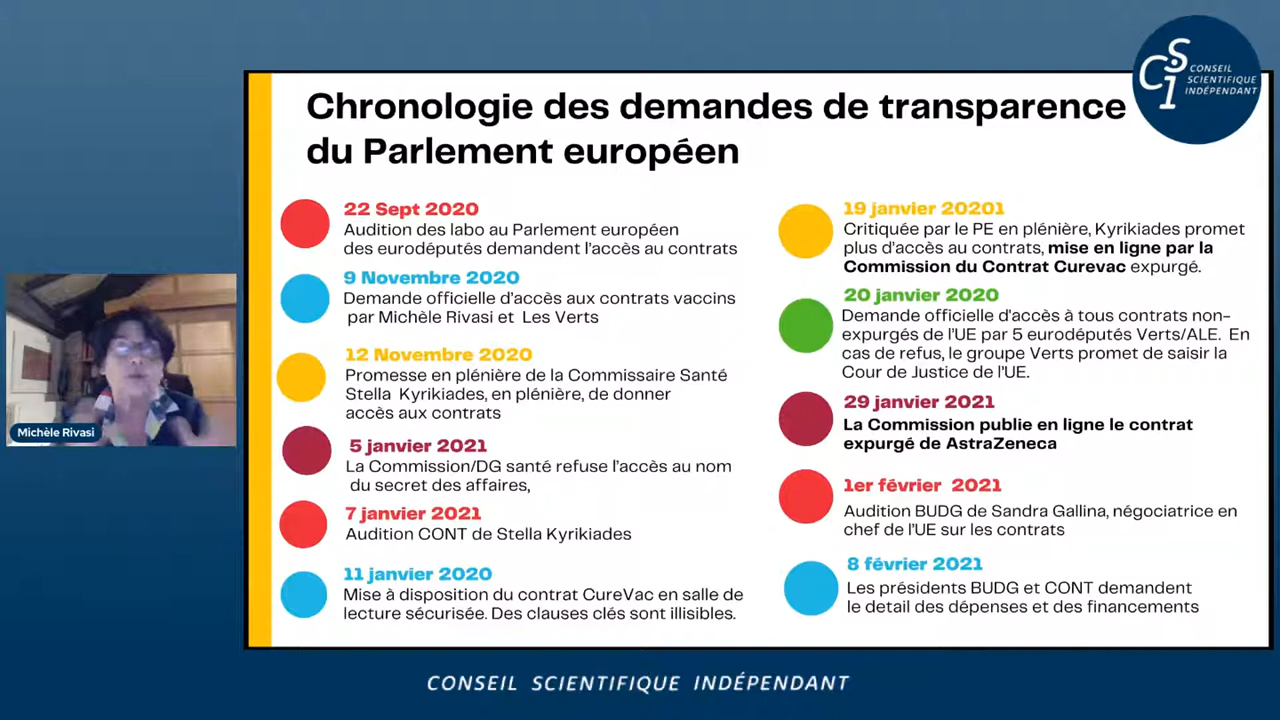 CSI
CONSEIL
SCIENTIFIQUE
INDÉPENDANT
Chronologie des demandes de transparence
du Parlement européen
22 Sept 2020
Audition des labo au Parlement européen
des eurodéputés demandent l'accès au contrats
9 Novembre 2020
Demande officielle d'accès aux contrats vaccins
par Michèle Rivasi et Les Verts
12 Novembre 2020
Promesse en plénière de la Commissaire Santé
Stella Kyrikiades, en plénière, de donner
accès aux contrats
5 janvier 2021
La Commission/DG santé refuse l'accès au nom
du secret des affaires,
7 janvier 2021
Audition CONT de Stella Kyrikiades
11 janvier 2020
Mise à disposition du contrat CureVac en salle de
lecture sécurisée. Des clauses clés sont illisibles.
19 janvier 20201
Critiquée par le PE en plénière, Kyrikiades promet
plus d'accès au contrats, mise en ligne par la
Commission du Contrat Curevac expurgé.
20 janvier 2020
Demande officielle d'accès à tous contrats non-
expurgés de l'UE par 5 eurodéputés Verts/ALE. En
cas de refus, le groupe Verts promet de saisir la
Cour de Justice de l'UE.
29 janvier 2021
La Commission publie en ligne le contrat
expurgé de AstraZeneca
1er février 2021
Audition BUDG de Sandra Gallina, négociatrice en
chef de l'UE sur les contrats
8 février 2021
Les présidents BUDG et CONT demandent
le detail des dépenses et des financements
Michèle Rivasi
CONSEIL SCIENTIFIQUE INDÉPENDANT